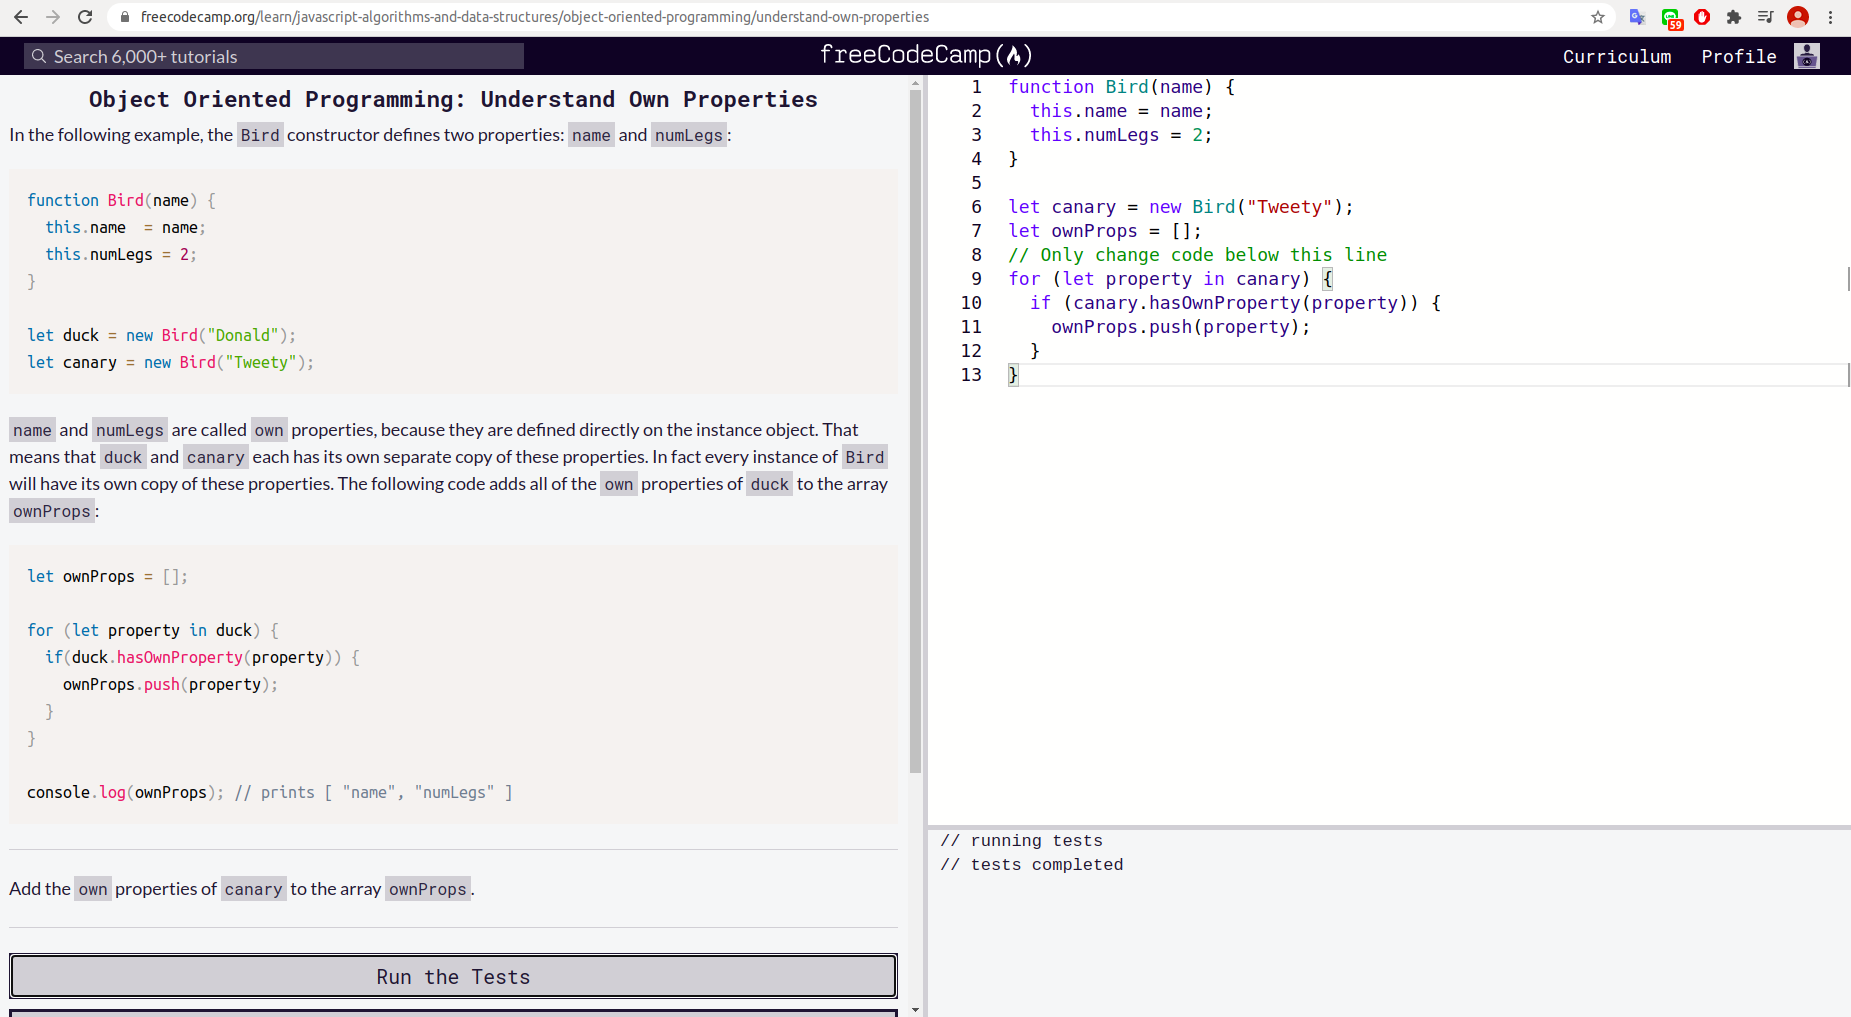 freecodecamp.org/learn/javascript-algorithms-and-data-structures/object-oriented-programming/understand-own-properties
59
Search 6,000+ tutorials
freeCodeCamp(🔥)
Curriculum
Profile
Object Oriented Programming: Understand Own Properties
In the following example, the Bird constructor defines two properties: name and numLegs:
function Bird(name) {
  this.name  = name;
  this.numLegs = 2;
}
let duck = new Bird("Donald");
let canary = new Bird("Tweety");
name and numLegs are called own properties, because they are defined directly on the instance object. That
means that duck and canary each has its own separate copy of these properties. In fact every instance of Bird
will have its own copy of these properties. The following code adds all of the own properties of duck to the array
ownProps:
let ownProps = [];
for (let property in duck) {
  if(duck.hasOwnProperty(property)) {
    ownProps.push(property);
  }
}
console.log(ownProps); // prints [ "name", "numLegs" ]
Add the own properties of canary to the array ownProps.
Run the Tests
1 function Bird(name) {
2   this.name = name;
3   this.numLegs = 2;
4 }
5
6 let canary = new Bird("Tweety");
7 let ownProps = [];
8 // Only change code below this line
9 for (let property in canary) {
10   if (canary.hasOwnProperty(property)) {
11     ownProps.push(property);
12   }
13 }
// running tests
// tests completed